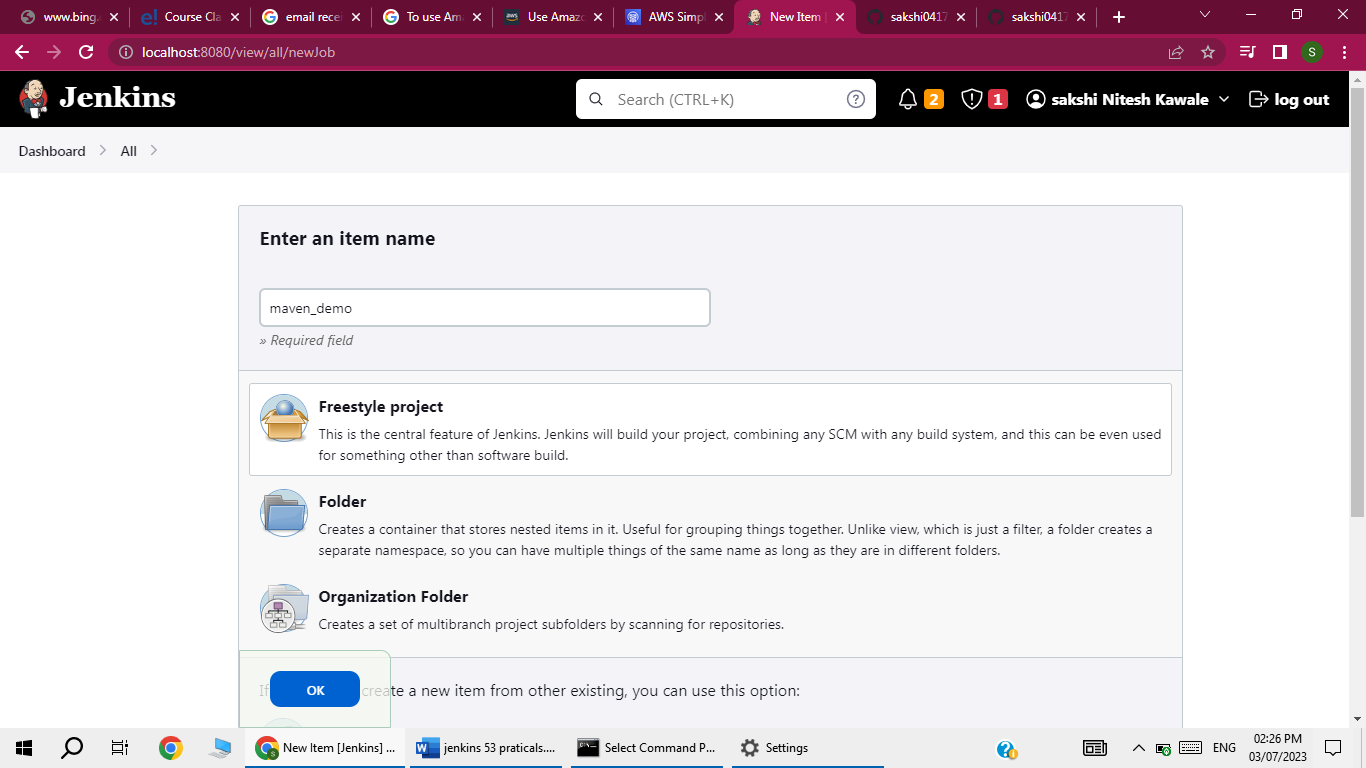 www.bing.
Course Cla
email rece
To use Ama
Use Amazo
AWS Simpl
New Item [
sakshi0417
sakshi0417
localhost:8080/view/all/newJob
S
Jenkins
Search (CTRL+K)
2
1
sakshi Nitesh Kawale
log out
Dashboard
All
Enter an item name
maven_demo
» Required field
Freestyle project
This is the central feature of Jenkins. Jenkins will build your project, combining any SCM with any build system, and this can be even used
for something other than software build.
Folder
Creates a container that stores nested items in it. Useful for grouping things together. Unlike view, which is just a filter, a folder creates a
separate namespace, so you can have multiple things of the same name as long as they are in different folders.
Organization Folder
Creates a set of multibranch project subfolders by scanning for repositories.
If create a new item from other existing, you can use this option:
OK
New Item [Jenkins] ...
jenkins 53 praticals....
Select Command P...
Settings
ENG
02:26 PM
03/07/2023